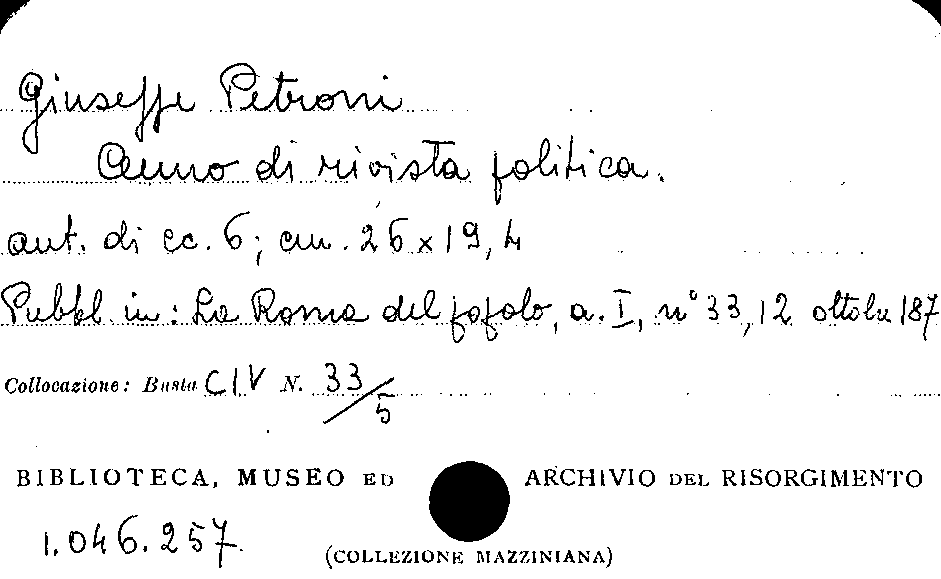 Giuseppe Petroni
Cenno di rivista politica.
aut. di cc. 6; cm. 26 x 19,4
Pubbl. in: La Roma del popolo, a. I, n° 33, 12 ottobre 187
Collocazione: Busta CIV N. 33/5
BIBLIOTECA, MUSEO ED ARCHIVIO DEL RISORGIMENTO
1.046.257.
(COLLEZIONE MAZZINIANA)